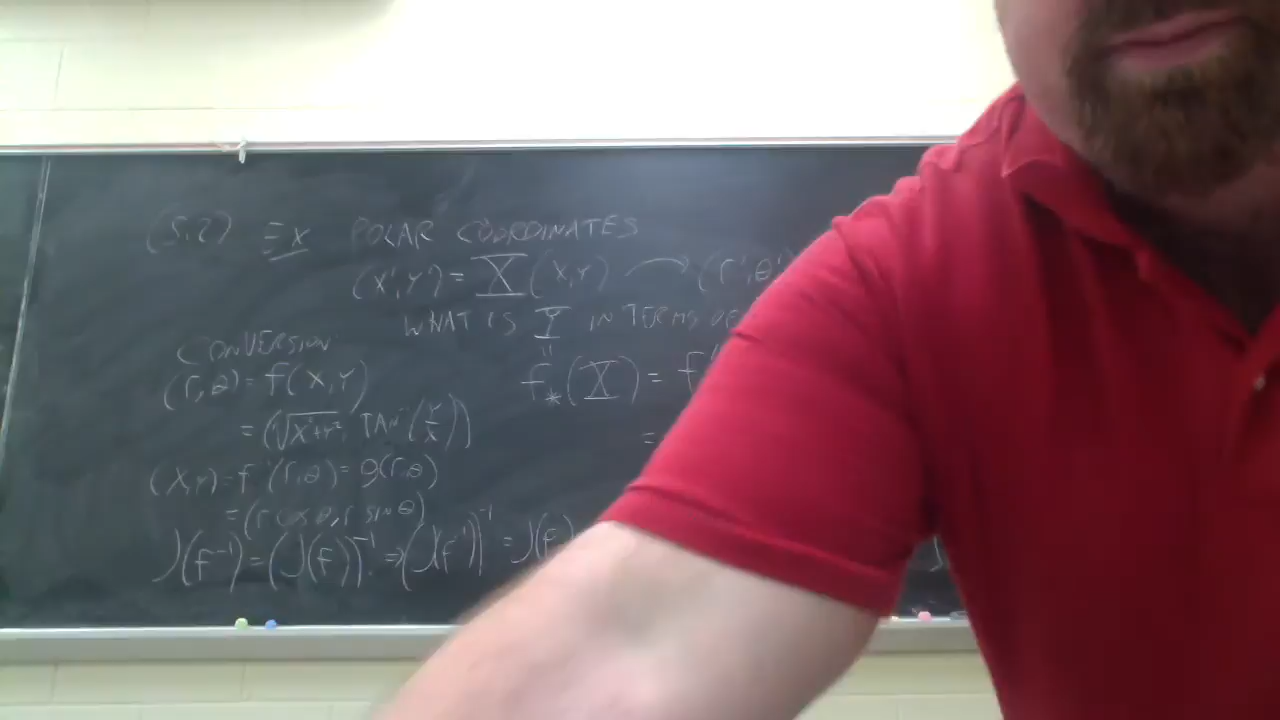 (5.2) EX POLAR COORDINATES
(X',Y') = X(X,Y) → (r',θ')
WHAT IS Y IN TERMS OF
CONVERSION
(r,θ) = f(X,Y)
f_*(X) = f'
= (√X²+Y², TAN⁻¹(Y/X))
=
(X,Y) = f⁻¹(r,θ) = g(r,θ)
= (r cos θ, r sin θ)
J(f⁻¹) = (J(f))⁻¹ ⇒ (J(f⁻¹))⁻¹ = J(f)